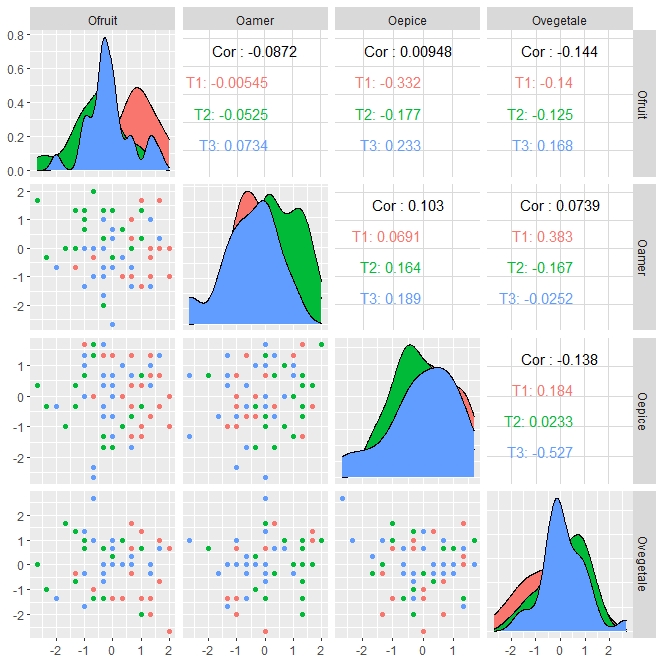 Ofruit Oamer Oepice Ovegetale
0.8
0.6
0.4
0.2
0.0
Cor : -0.0872
T1: -0.00545
T2: -0.0525
T3: 0.0734
Cor : 0.00948
T1: -0.332
T2: -0.177
T3: 0.233
Cor : -0.144
T1: -0.14
T2: -0.125
T3: 0.168
Ofruit
2
1
0
-1
-2
Cor : 0.103
T1: 0.0691
T2: 0.164
T3: 0.189
Cor : 0.0739
T1: 0.383
T2: -0.167
T3: -0.0252
Oamer
1
0
-1
-2
Cor : -0.138
T1: 0.184
T2: 0.0233
T3: -0.527
Oepice
2
1
0
-1
-2
Ovegetale
-2 -1 0 1 2
-2 -1 0 1 2
-2 -1 0 1
-2 -1 0 1 2